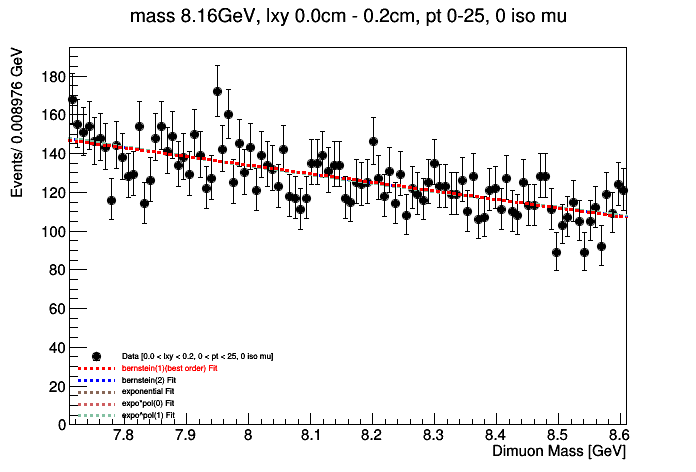 mass 8.16GeV, lxy 0.0cm - 0.2cm, pt 0-25, 0 iso mu
Events/ 0.008976 GeV
180
160
140
120
100
80
60
40
20
0
Data [0.0 < lxy < 0.2, 0 < pt < 25, 0 iso mu]
bernstein(1)(best order) Fit
bernstein(2) Fit
exponential Fit
expo*pol(0) Fit
expo*pol(1) Fit
7.8 7.9 8 8.1 8.2 8.3 8.4 8.5 8.6
Dimuon Mass [GeV]